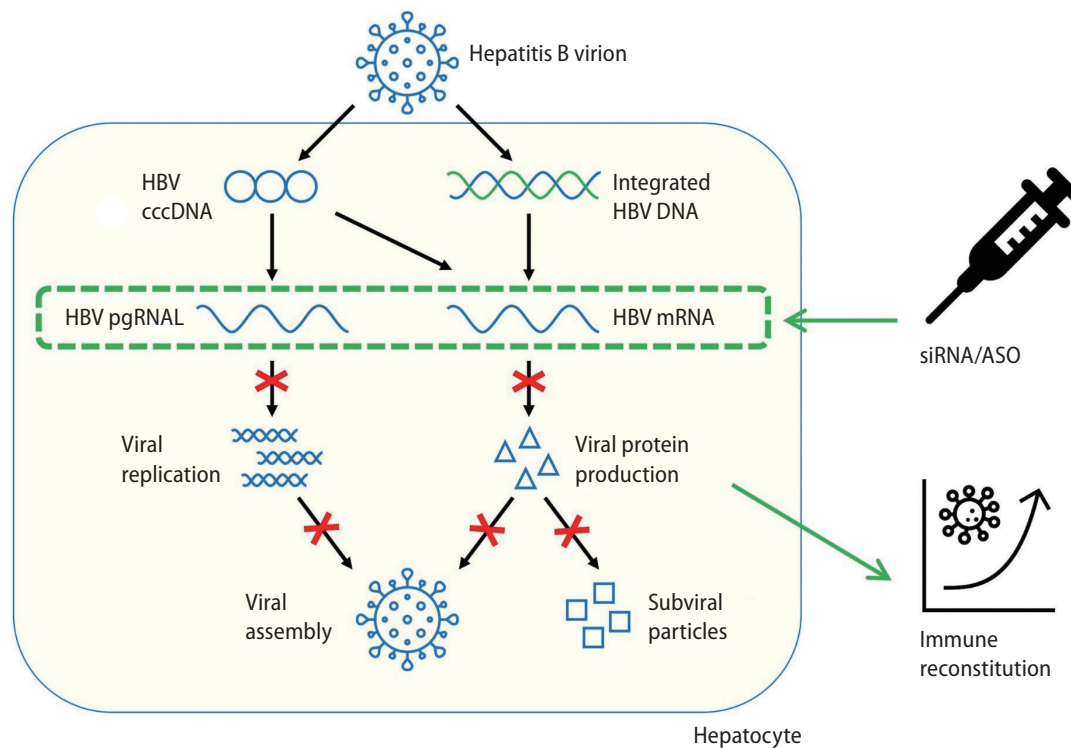 Hepatitis B virion
HBV
cccDNA
Integrated
HBV DNA
HBV pgRNAL
HBV mRNA
siRNA/ASO
Viral
replication
Viral protein
production
Viral
assembly
Subviral
particles
Immune
reconstitution
Hepatocyte